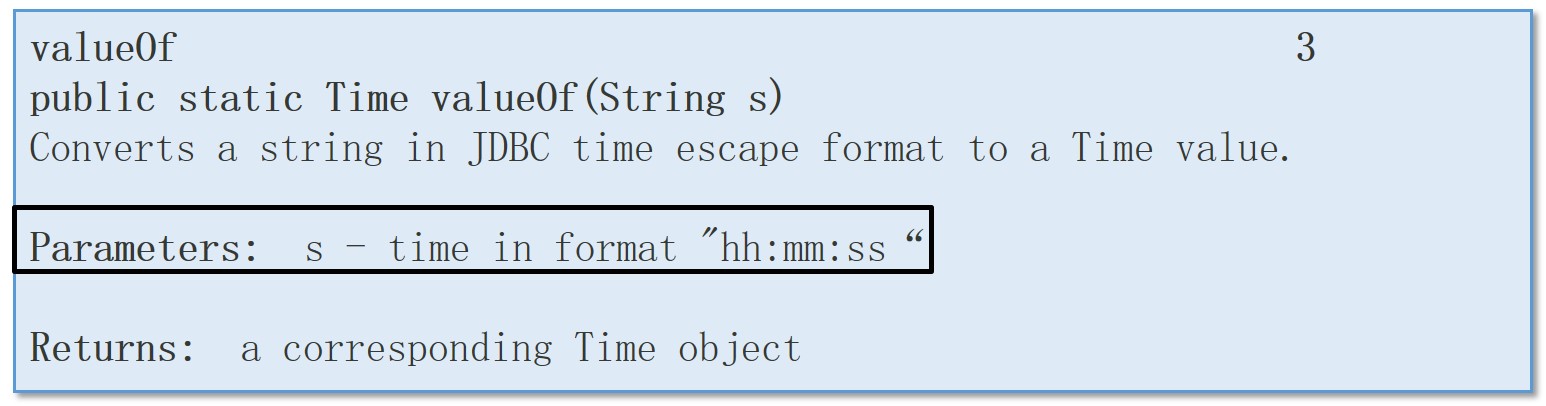 valueOf 3
public static Time valueOf(String s)
Converts a string in JDBC time escape format to a Time value.
Parameters: s - time in format "hh:mm:ss “
Returns: a corresponding Time object